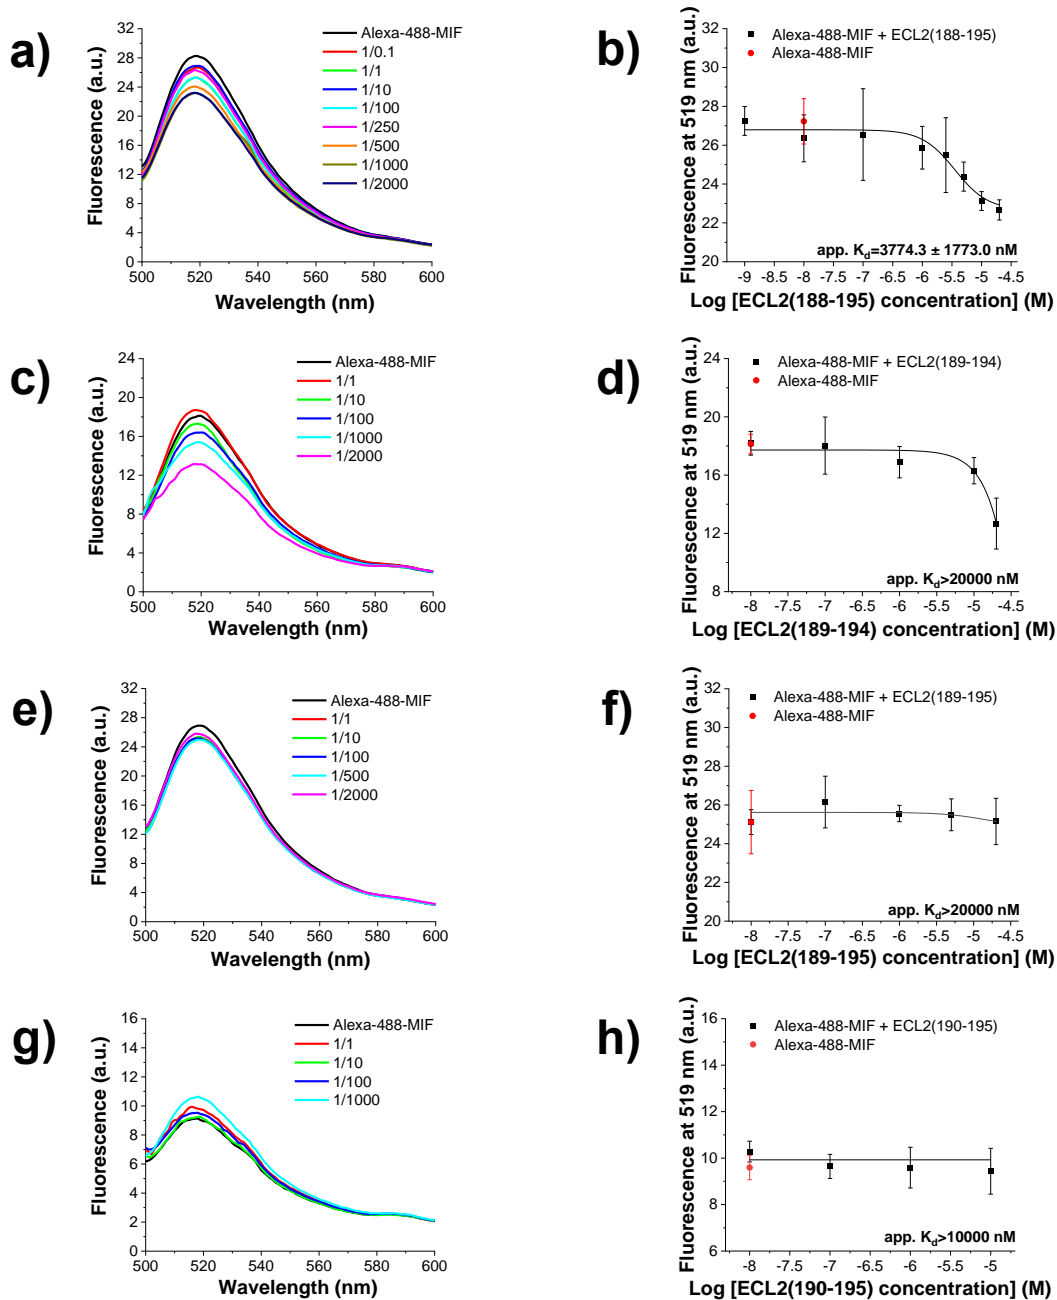 a)
Fluorescence (a.u.)
32
28
24
20
16
12
8
4
0
500 520 540 560 580 600
Wavelength (nm)
Alexa-488-MIF
1/0.1
1/1
1/10
1/100
1/250
1/500
1/1000
1/2000
b)
Fluorescence at 519 nm (a.u.)
32
30
28
26
24
22
20
-9 -8.5 -8 -7.5 -7 -6.5 -6 -5.5 -5 -4.5
Log [ECL2(188-195) concentration] (M)
Alexa-488-MIF + ECL2(188-195)
Alexa-488-MIF
app. Kd=3774.3 ± 1773.0 nM
c)
Fluorescence (a.u.)
24
20
16
12
8
4
0
500 520 540 560 580 600
Wavelength (nm)
Alexa-488-MIF
1/1
1/10
1/100
1/1000
1/2000
d)
Fluorescence at 519 nm (a.u.)
24
20
16
12
8
-8 -7.5 -7 -6.5 -6 -5.5 -5 -4.5
Log [ECL2(189-194) concentration] (M)
Alexa-488-MIF + ECL2(189-194)
Alexa-488-MIF
app. Kd>20000 nM
e)
Fluorescence (a.u.)
32
28
24
20
16
12
8
4
0
500 520 540 560 580 600
Wavelength (nm)
Alexa-488-MIF
1/1
1/10
1/100
1/500
1/2000
f)
Fluorescence at 519 nm (a.u.)
32
30
28
26
24
22
20
-8 -7.5 -7 -6.5 -6 -5.5 -5 -4.5
Log [ECL2(189-195) concentration] (M)
Alexa-488-MIF + ECL2(189-195)
Alexa-488-MIF
app. Kd>20000 nM
g)
Fluorescence (a.u.)
16
14
12
10
8
6
4
2
0
500 520 540 560 580 600
Wavelength (nm)
Alexa-488-MIF
1/1
1/10
1/100
1/1000
h)
Fluorescence at 519 nm (a.u.)
16
14
12
10
8
6
-8 -7.5 -7 -6.5 -6 -5.5 -5 -4.5
Log [ECL2(190-195) concentration] (M)
Alexa-488-MIF + ECL2(190-195)
Alexa-488-MIF
app. Kd>10000 nM